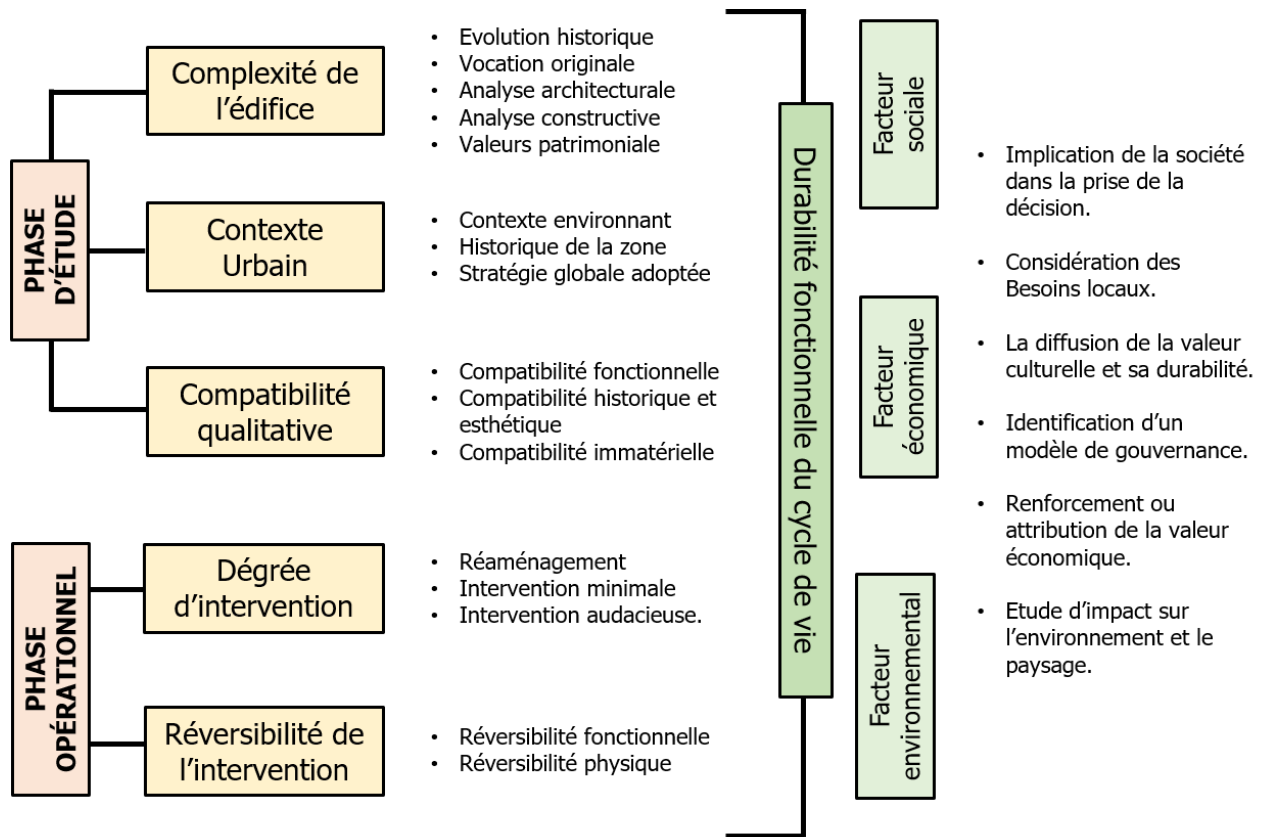 PHASE
D'ÉTUDE
Complexité de
l'édifice
• Evolution historique
• Vocation originale
• Analyse architecturale
• Analyse constructive
• Valeurs patrimoniale
Contexte
Urbain
• Contexte environnant
• Historique de la zone
• Stratégie globale adoptée
Compatibilité
qualitative
• Compatibilité fonctionnelle
• Compatibilité historique et
esthétique
• Compatibilité immatérielle
PHASE
OPÉRATIONNEL
Dégrée
d'intervention
• Réaménagement
• Intervention minimale
• Intervention audacieuse.
Réversibilité de
l'intervention
• Réversibilité fonctionnelle
• Réversibilité physique
Durabilité fonctionnelle du cycle de vie
Facteur
sociale
Facteur
économique
Facteur
environnemental
• Implication de la société
dans la prise de la
décision.
• Considération des
Besoins locaux.
• La diffusion de la valeur
culturelle et sa durabilité.
• Identification d'un
modèle de gouvernance.
• Renforcement ou
attribution de la valeur
économique.
• Etude d'impact sur
l'environnement et le
paysage.